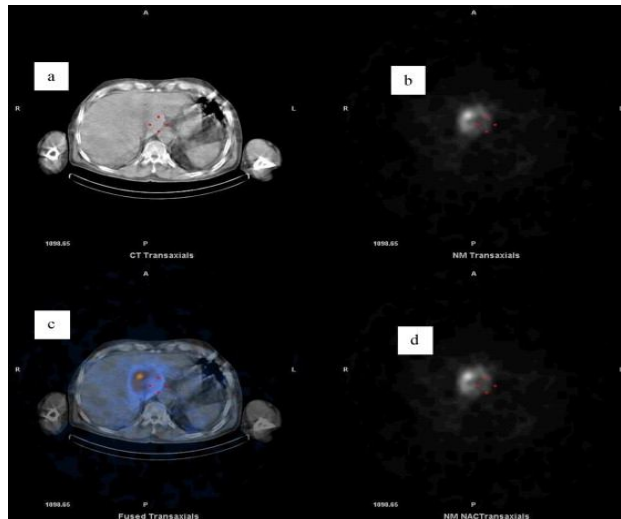 A
a
R
L
1098.65
P
CT Transaxials
A
b
R
L
1098.65
P
NM Transaxials
A
c
R
L
1098.65
P
Fused Transaxials
A
d
R
L
1098.65
P
NM NACTransaxials